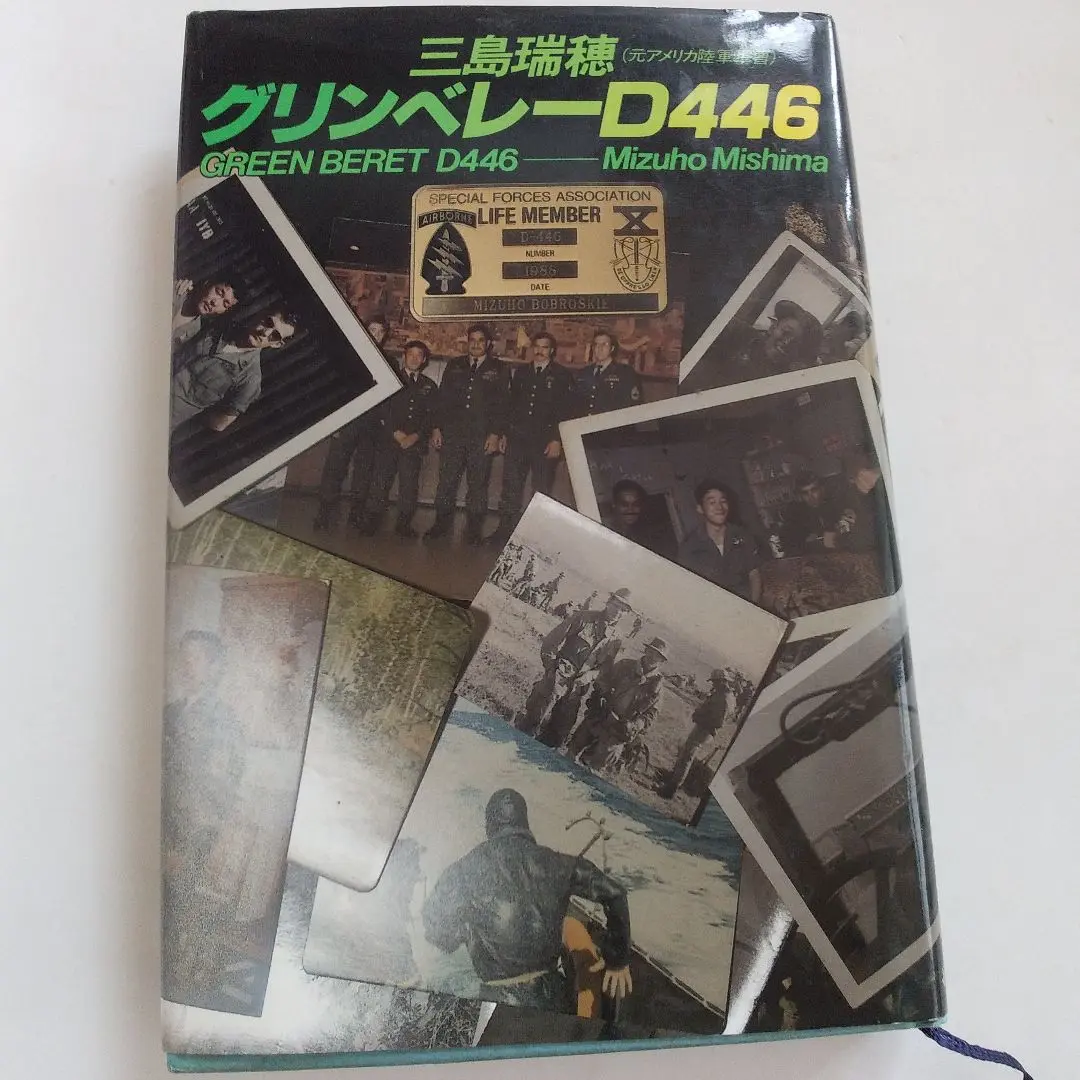 三島瑞穂(元アメリカ陸軍軍曹)
グリンベレーD446
GREEN BERET D446——Mizuho Mishima
SPECIAL FORCES ASSOCIATION
AIRBORNE
LIFE MEMBER
D-446
NUMBER
1988
DATE
MIZUHO BOBROSKIE